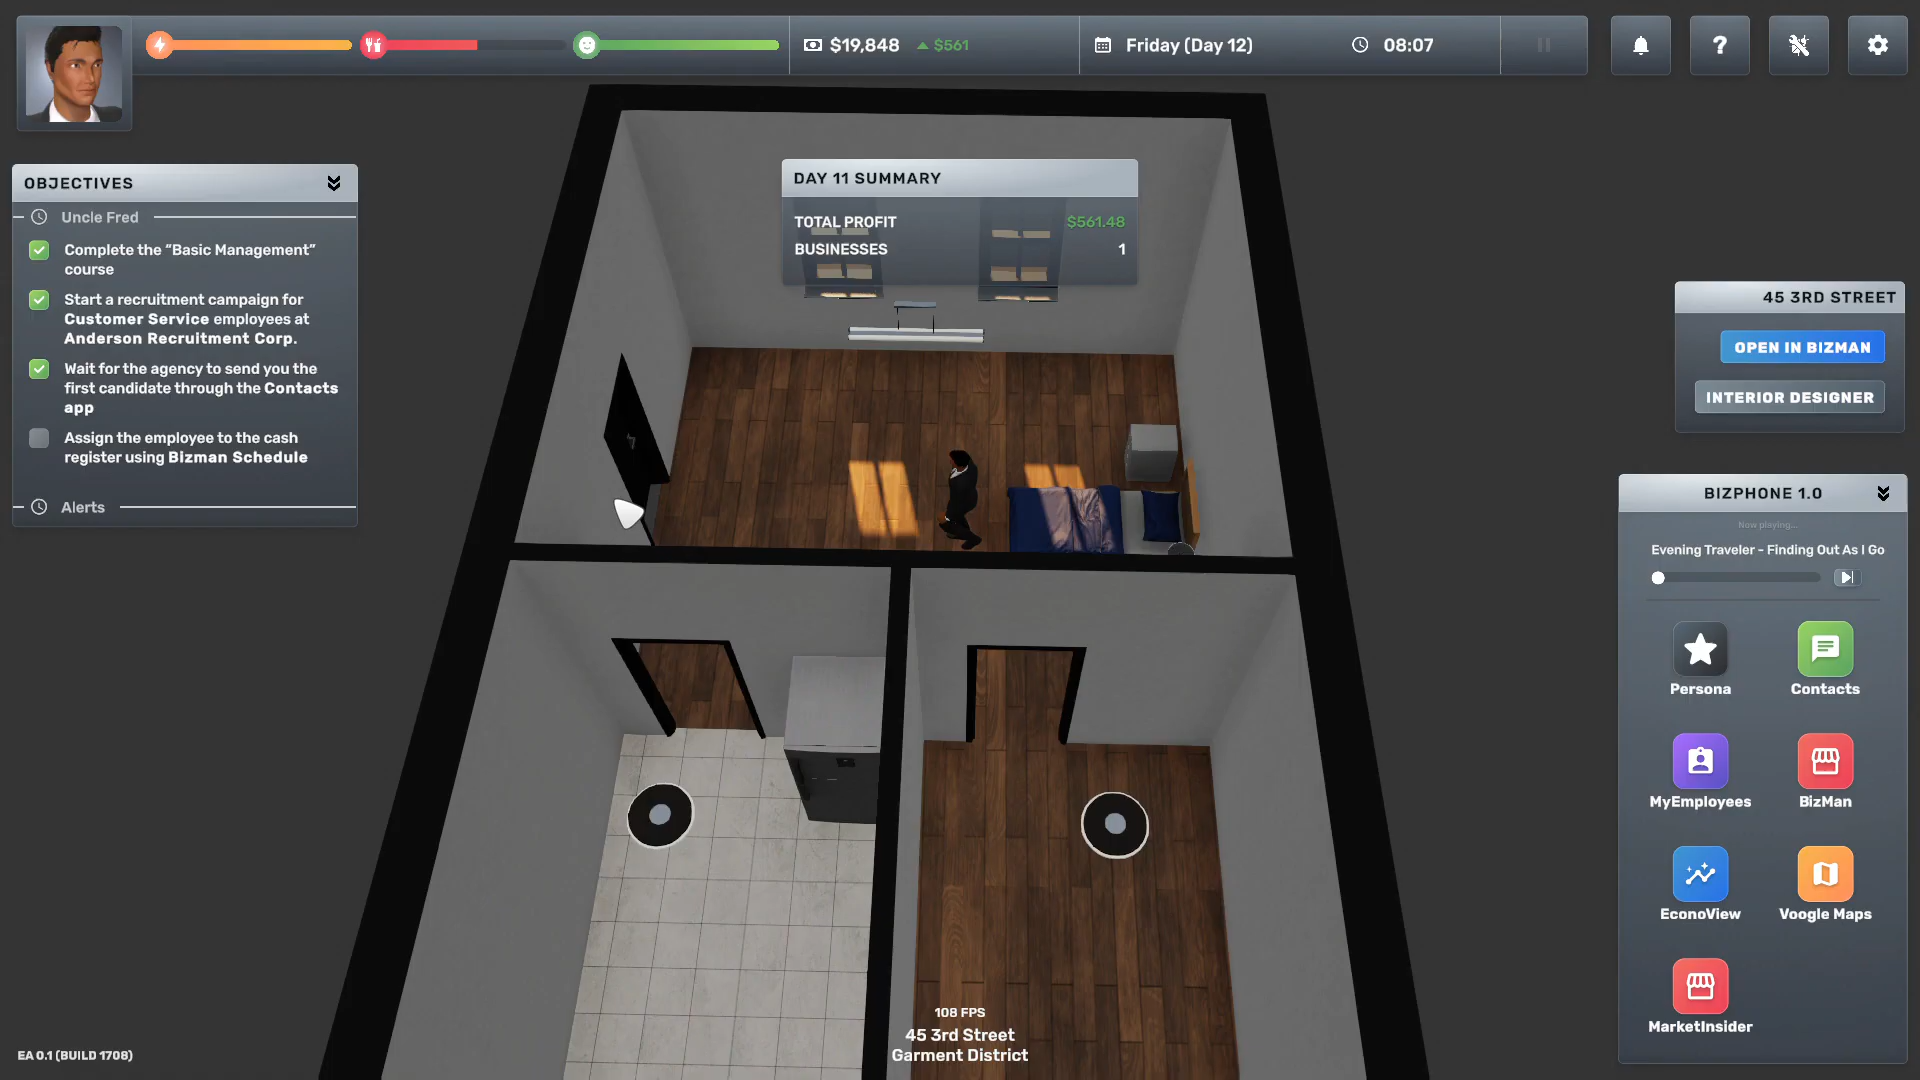 $19,848
$561
Friday (Day 12)
08:07
?
OBJECTIVES
Uncle Fred
Complete the "Basic Management"
course
Start a recruitment campaign for
Customer Service employees at
Anderson Recruitment Corp.
Wait for the agency to send you the
first candidate through the Contacts
app
Assign the employee to the cash
register using Bizman Schedule
Alerts
DAY 11 SUMMARY
TOTAL PROFIT $561.48
BUSINESSES 1
45 3RD STREET
OPEN IN BIZMAN
INTERIOR DESIGNER
BIZPHONE 1.0
Now playing...
Evening Traveler - Finding Out As I Go
Persona
Contacts
MyEmployees
BizMan
EconoView
Voogle Maps
MarketInsider
108 FPS
45 3rd Street
Garment District
EA 0.1 (BUILD 1708)